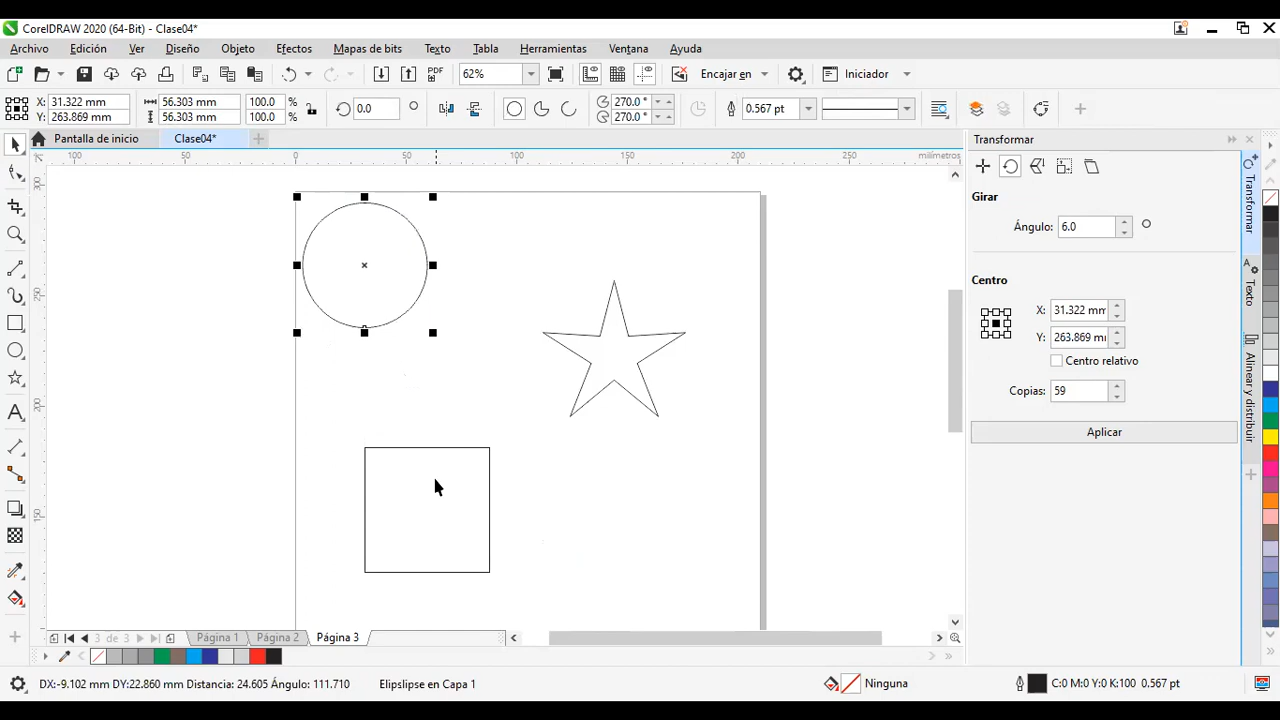 CorelDRAW 2020 (64-Bit) - Clase04*
Archivo Edición Ver Diseño Objeto Efectos Mapas de bits Texto Tabla Herramientas Ventana Ayuda
PDF 62% Encajar en Iniciador
X: 31.322 mm 56.303 mm 100.0 % 0.0 270.0 ° 0.567 pt
Y: 263.869 mm 56.303 mm 100.0 % 270.0 °
Pantalla de inicio Clase04*
100 50 0 50 100 150 200 250 milímetros
300
250
200
150
Transformar
Girar
Ángulo: 6.0
Centro
X: 31.322 mm
Y: 263.869 m
Centro relativo
Copias: 59
Aplicar
Transformar
Texto
Alinear y distribuir
3 de 3 Página 1 Página 2 Página 3
DX:-9.102 mm DY:22.860 mm Distancia: 24.605 Ángulo: 111.710 Elipslipse en Capa 1 Ninguna C:0 M:0 Y:0 K:100 0.567 pt